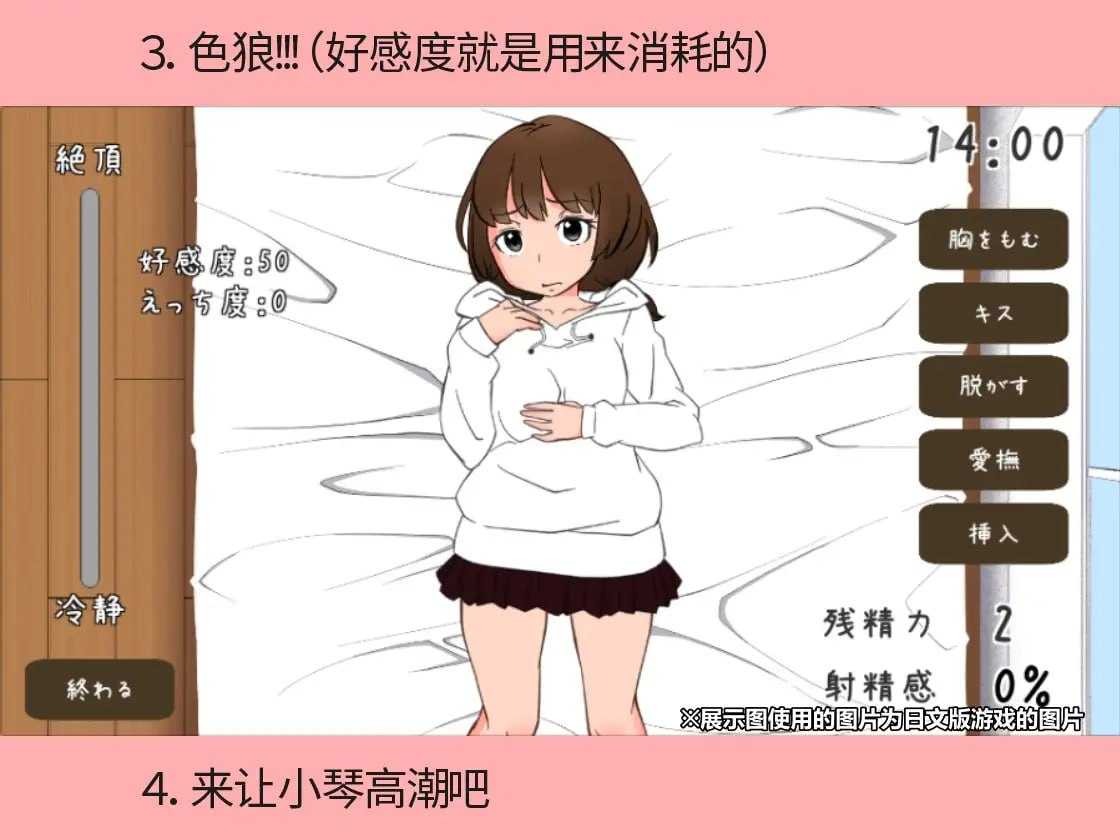 3. 色狼!!!（好感度就是用来消耗的）
絶頂
14:00
胸をもむ
好感度:50
えっち度:0
キス
脱がす
愛撫
挿入
冷静
残精力 2
終わる
射精感 0%
※展示图使用的图片为日文版游戏的图片
4. 来让小琴高潮吧